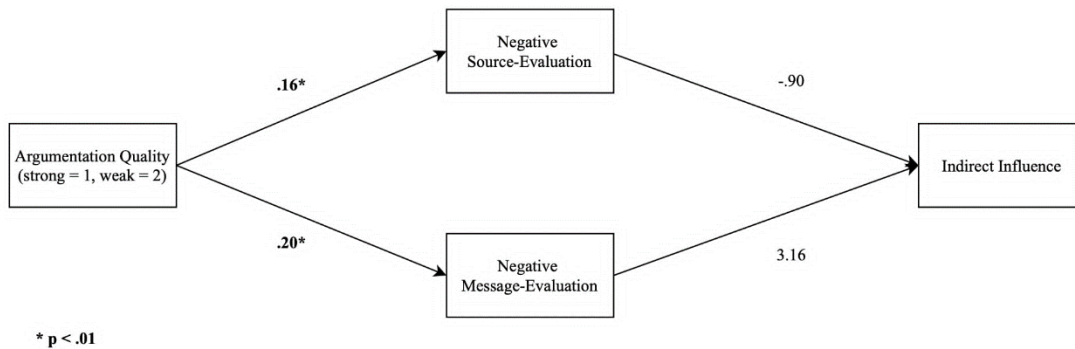 Negative
Source-Evaluation
.16*
-.90
Argumentation Quality
(strong = 1, weak = 2)
Indirect Influence
.20*
3.16
Negative
Message-Evaluation
* p < .01